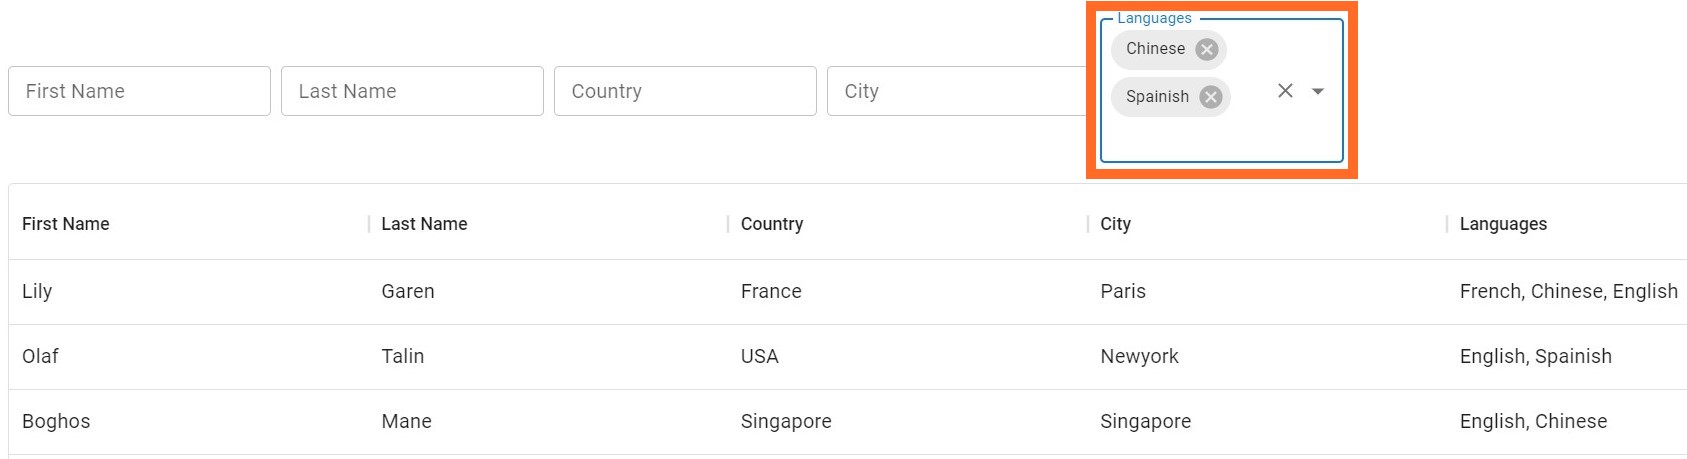 Languages
Chinese
Spainish
First Name Last Name Country City
First Name Last Name Country City Languages
Lily Garen France Paris French, Chinese, English
Olaf Talin USA Newyork English, Spainish
Boghos Mane Singapore Singapore English, Chinese